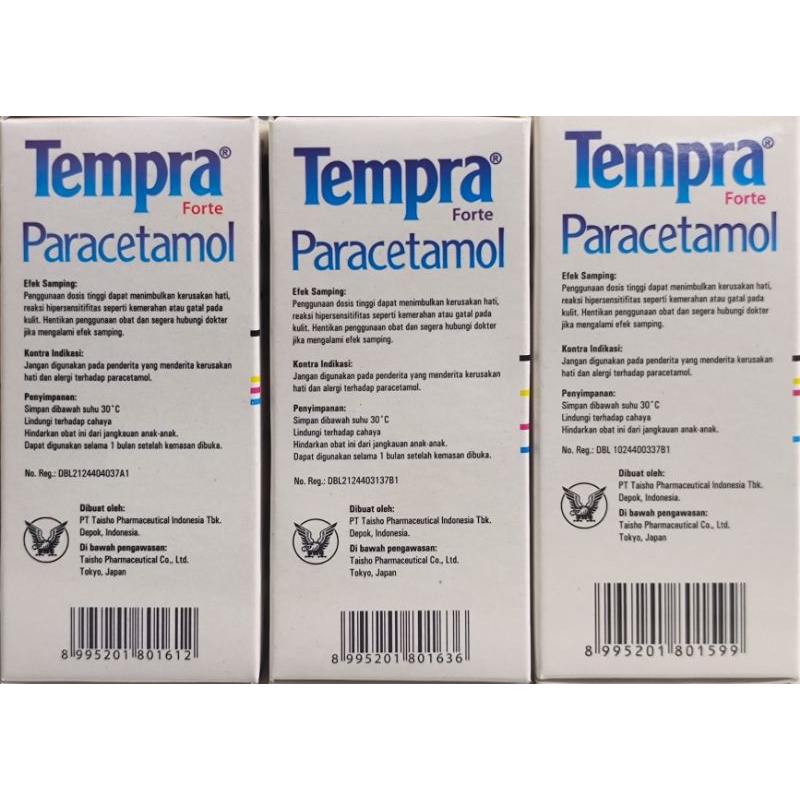 Tempra®
Forte
Paracetamol
Efek Samping:
Penggunaan dosis tinggi dapat menimbulkan kerusakan hati,
reaksi hipersensitifitas seperti kemerahan atau gatal pada
kulit. Hentikan penggunaan obat dan segera hubungi dokter
jika mengalami efek samping.
Kontra Indikasi:
Jangan digunakan pada penderita yang menderita kerusakan
hati dan alergi terhadap paracetamol.
Penyimpanan:
Simpan dibawah suhu 30°C
Lindungi terhadap cahaya
Hindarkan obat ini dari jangkauan anak-anak.
Dapat digunakan selama 1 bulan setelah kemasan dibuka.
No. Reg.: DBL2124404037A1
Dibuat oleh:
PT Taisho Pharmaceutical Indonesia Tbk.
Depok, Indonesia.
Di bawah pengawasan:
Taisho Pharmaceutical Co., Ltd.
Tokyo, Japan
8 995201 801612
Tempra®
Forte
Paracetamol
Efek Samping:
Penggunaan dosis tinggi dapat menimbulkan kerusakan hati,
reaksi hipersensitifitas seperti kemerahan atau gatal pada
kulit. Hentikan penggunaan obat dan segera hubungi dokter
jika mengalami efek samping.
Kontra Indikasi:
Jangan digunakan pada penderita yang menderita kerusakan
hati dan alergi terhadap paracetamol.
Penyimpanan:
Simpan dibawah suhu 30°C
Lindungi terhadap cahaya
Hindarkan obat ini dari jangkauan anak-anak.
Dapat digunakan selama 1 bulan setelah kemasan dibuka.
No. Reg.: DBL2124403137B1
Dibuat oleh:
PT Taisho Pharmaceutical Indonesia Tbk.
Depok, Indonesia.
Di bawah pengawasan:
Taisho Pharmaceutical Co., Ltd.
Tokyo, Japan
8 995201 801636
Tempra®
Forte
Paracetamol
Efek Samping:
Penggunaan dosis tinggi dapat menimbulkan kerusakan hati,
reaksi hipersensitifitas seperti kemerahan atau gatal pada
kulit. Hentikan penggunaan obat dan segera hubungi dokter
jika mengalami efek samping.
Kontra Indikasi:
Jangan digunakan pada penderita yang menderita kerusakan
hati dan alergi terhadap paracetamol.
Penyimpanan:
Simpan dibawah suhu 30°C
Lindungi terhadap cahaya
Hindarkan obat ini dari jangkauan anak-anak.
No. Reg.: DBL 1024400337B1
Dibuat oleh:
PT Taisho Pharmaceutical Indonesia Tbk.
Depok, Indonesia.
Di bawah pengawasan:
Taisho Pharmaceutical Co., Ltd.
Tokyo, Japan
8 995201 801599